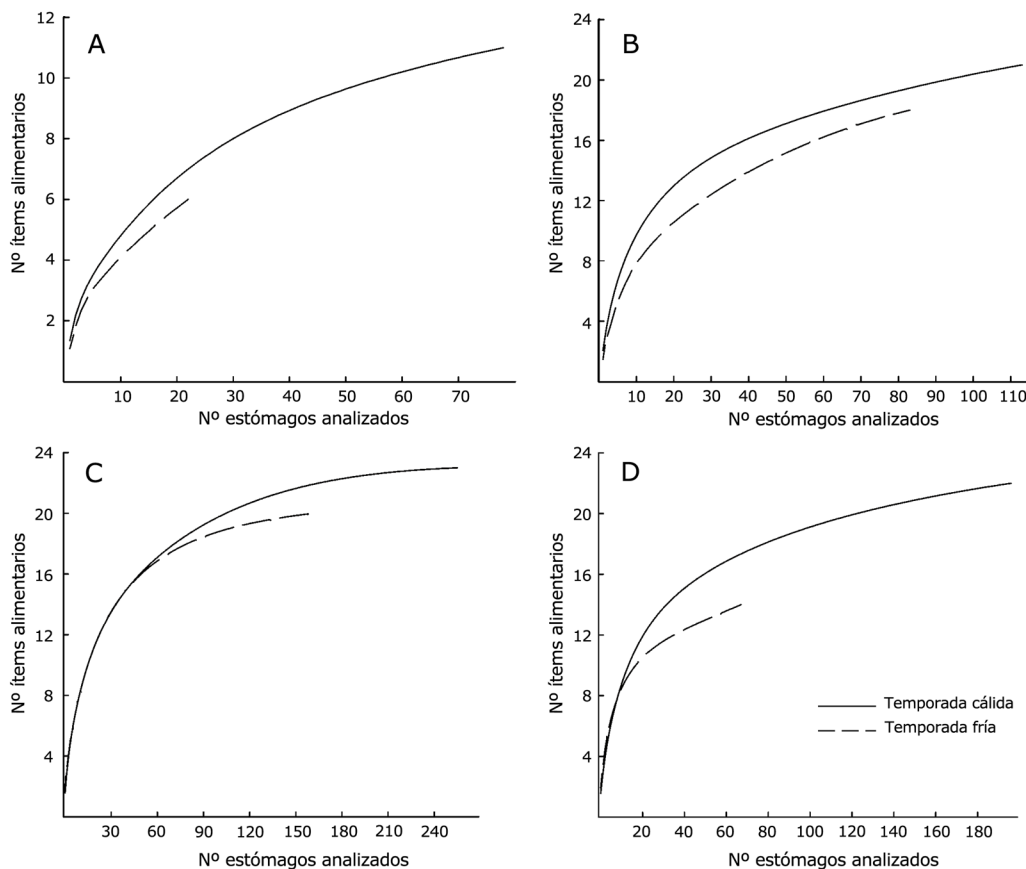 A
12
10
8
6
4
2
Nº ítems alimentarios
10 20 30 40 50 60 70
Nº estómagos analizados
B
24
20
16
12
8
4
Nº ítems alimentarios
10 20 30 40 50 60 70 80 90 100 110
Nº estómagos analizados
C
24
20
16
12
8
4
Nº ítems alimentarios
30 60 90 120 150 180 210 240
Nº estómagos analizados
D
24
20
16
12
8
4
Nº ítems alimentarios
Temporada cálida
Temporada fría
20 40 60 80 100 120 140 160 180
Nº estómagos analizados